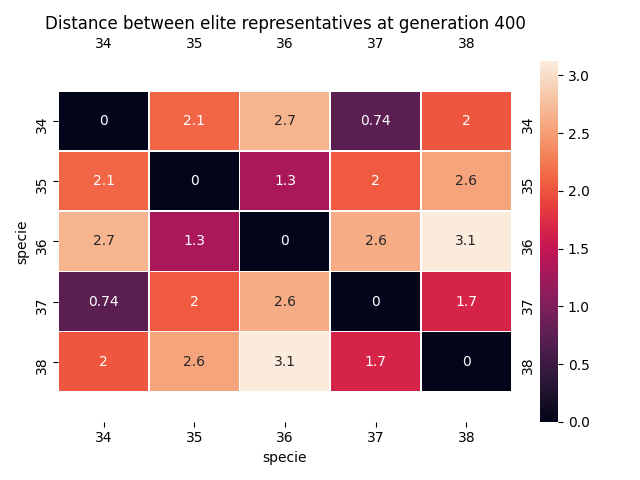 Distance between elite representatives at generation 400
34 35 36 37 38
3.0
34 0 2.1 2.7 0.74 2 34
2.5
35 2.1 0 1.3 2 2.6 35
2.0
specie 36 2.7 1.3 0 2.6 3.1 36
1.5
1.0
37 0.74 2 2.6 0 1.7 37
0.5
38 2 2.6 3.1 1.7 0 38
0.0
34 35 36 37 38
specie